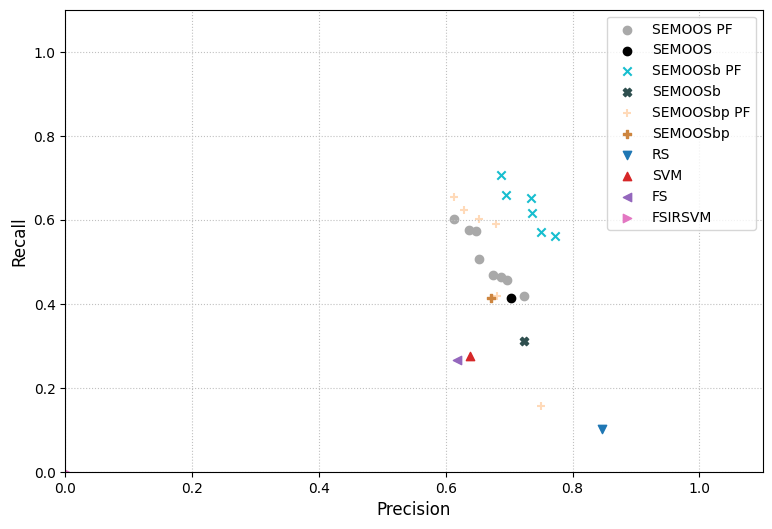 SEMOOS PF
SEMOOS
SEMOOSb PF
SEMOOSb
SEMOOSbp PF
SEMOOSbp
RS
SVM
FS
FSIRSVM
1.0
0.8
0.6
0.4
0.2
0.0
Recall
0.0 0.2 0.4 0.6 0.8 1.0
Precision